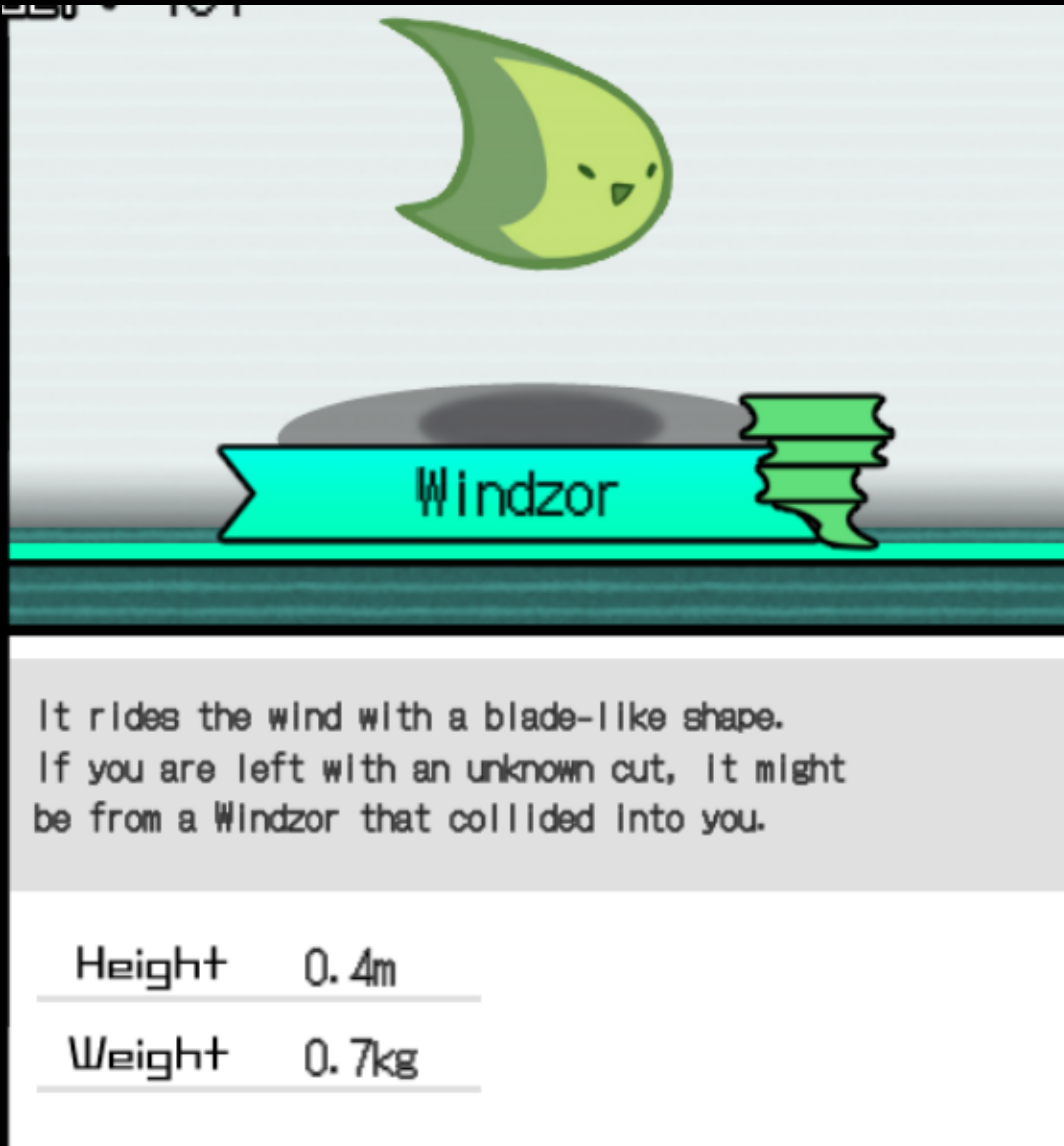 Windzor
It rides the wind with a blade-like shape.
If you are left with an unknown cut, it might
be from a Windzor that collided into you.
Height 0.4m
Weight 0.7kg